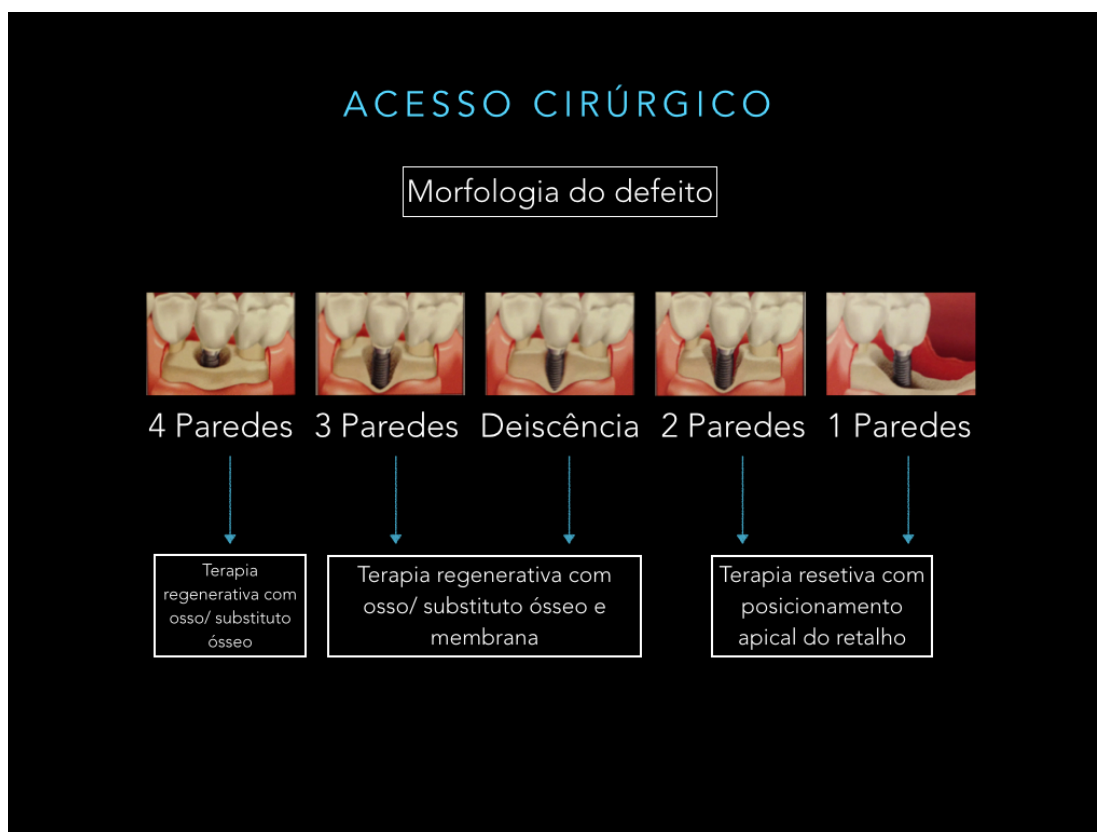 ACESSO CIRÚRGICO
Morfologia do defeito
4 Paredes
3 Paredes
Deiscência
2 Paredes
1 Paredes
Terapia
regenerativa com
osso/ substituto
ósseo
Terapia regenerativa com
osso/ substituto ósseo e
membrana
Terapia resetiva com
posicionamento
apical do retalho